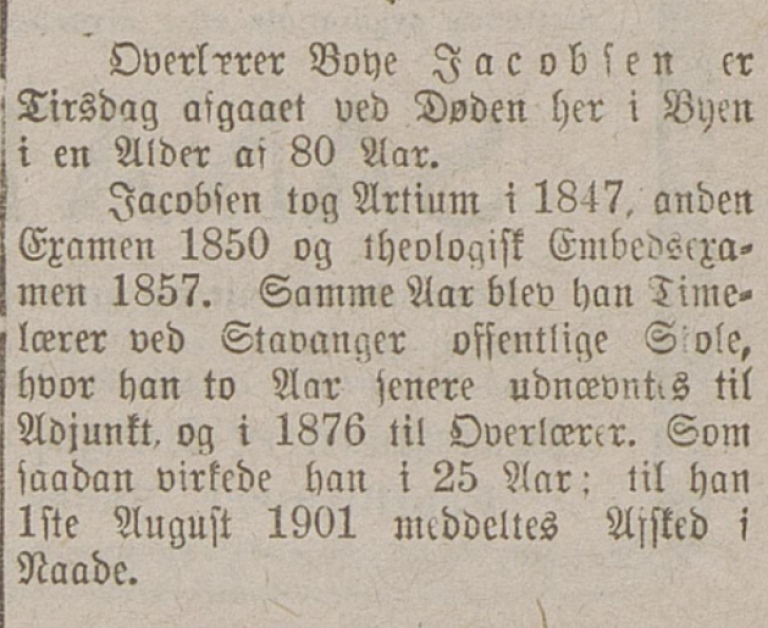 Overlærer Boye Jacobsen er
Tirsdag afgaaet ved Døden her i Byen
i en Alder af 80 Aar.
Jacobsen tog Artium i 1847, anden
Examen 1850 og theologisk Embedsexa-
men 1857. Samme Aar blev han Time-
lærer ved Stavanger offentlige Skole,
hvor han to Aar senere udnævntes til
Adjunkt, og i 1876 til Overlærer. Som
saadan virkede han i 25 Aar; til han
1ste August 1901 meddeltes Afsked i
Naade.